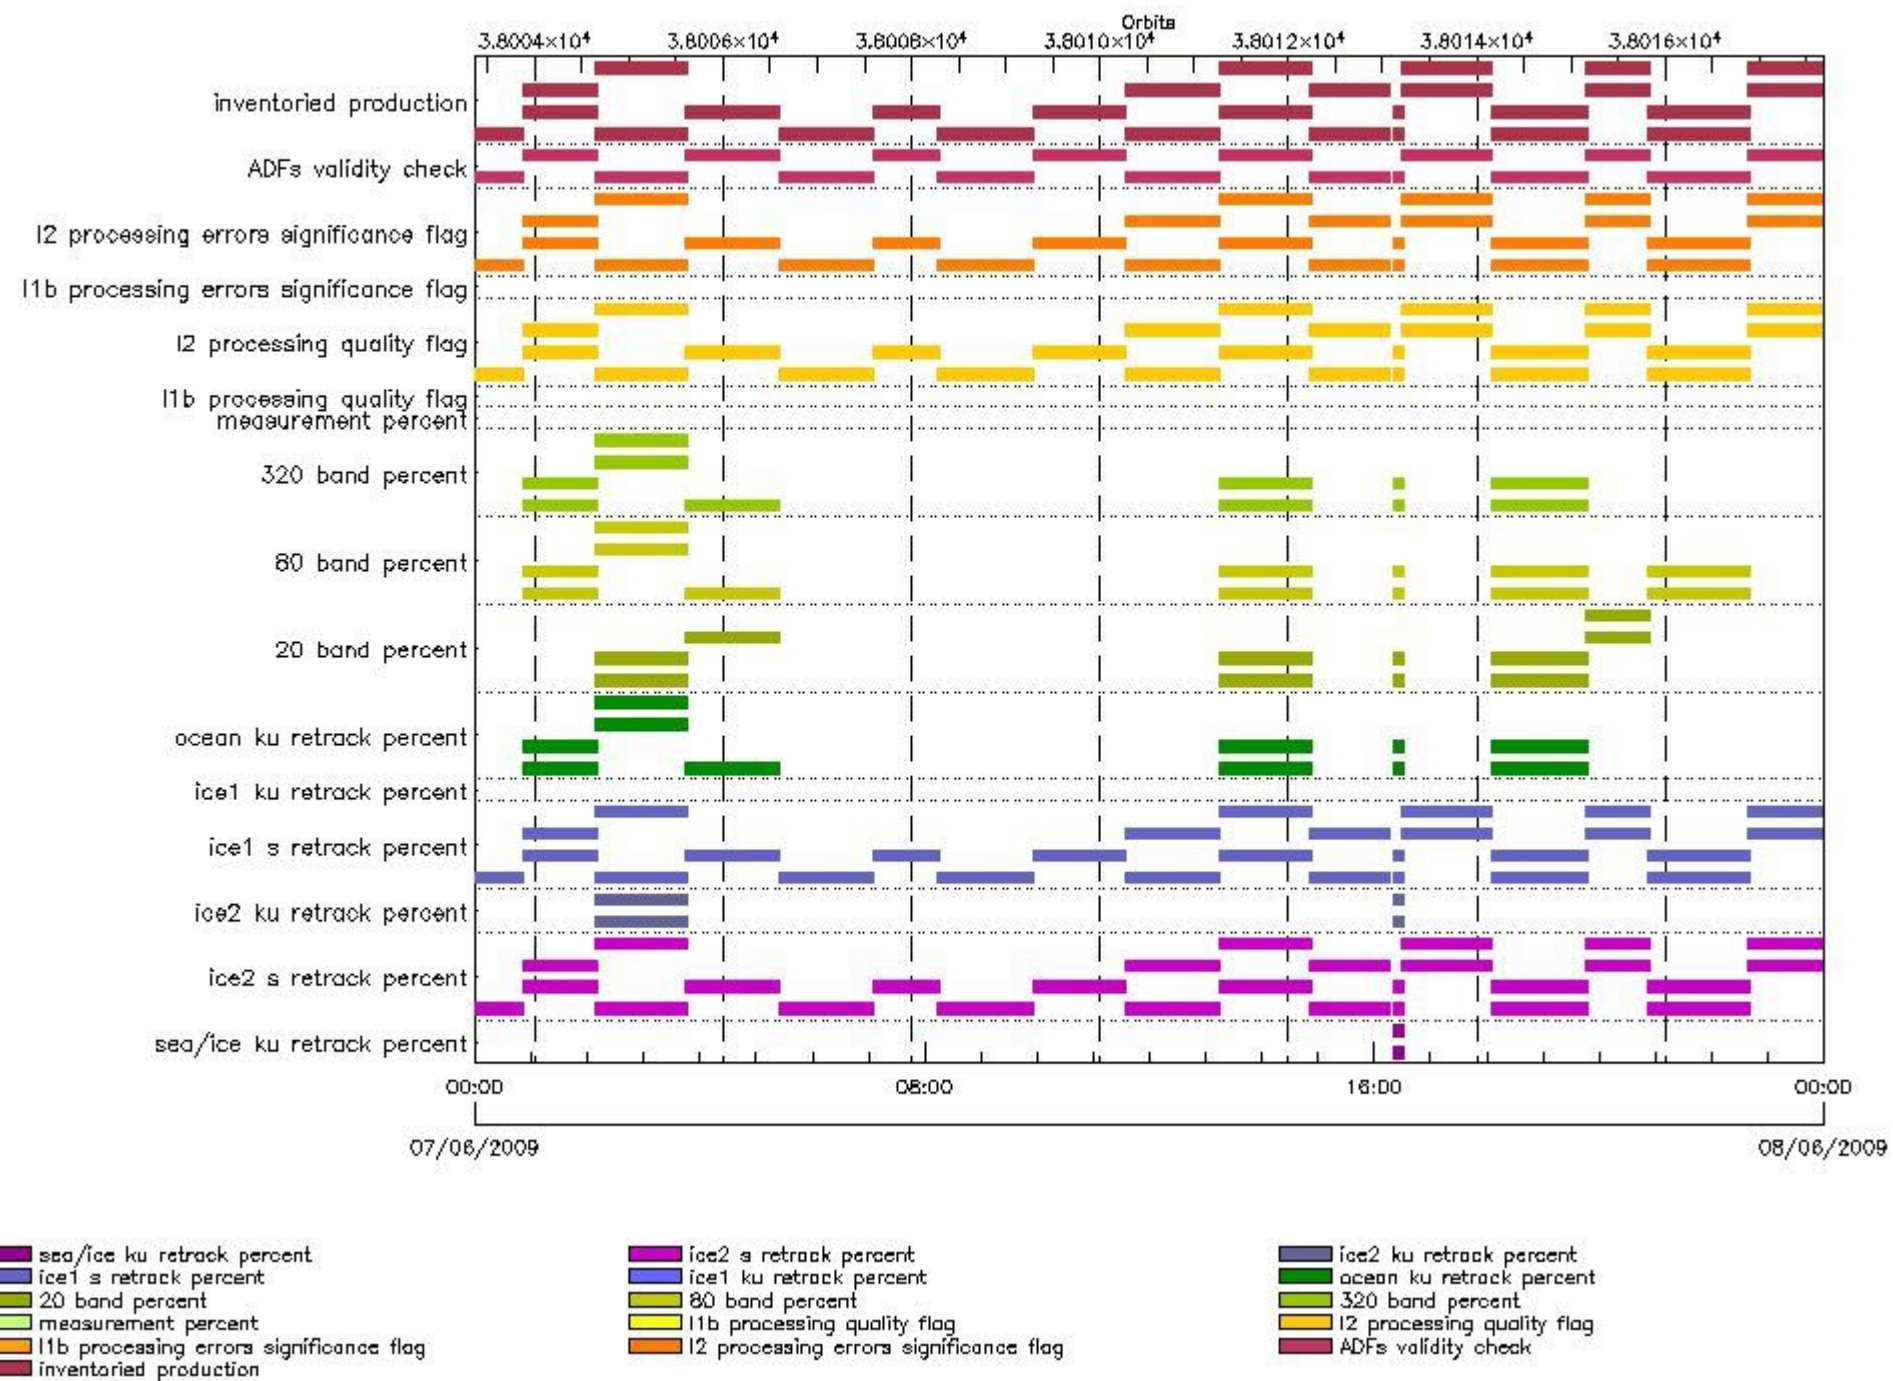 Orbits
3.8004×10⁴ 3.8006×10⁴ 3.8008×10⁴ 3.8010×10⁴ 3.8012×10⁴ 3.8014×10⁴ 3.8016×10⁴
inventoried production
ADFs validity check
l2 processing errors significance flag
l1b processing errors significance flag
l2 processing quality flag
l1b processing quality flag
measurement percent
320 band percent
80 band percent
20 band percent
ocean ku retrack percent
ice1 ku retrack percent
ice1 s retrack percent
ice2 ku retrack percent
ice2 s retrack percent
sea/ice ku retrack percent
00:00 08:00 16:00 00:00
07/06/2009 08/06/2009
sea/ice ku retrack percent ice2 s retrack percent ice2 ku retrack percent
ice1 s retrack percent ice1 ku retrack percent ocean ku retrack percent
20 band percent 80 band percent 320 band percent
measurement percent l1b processing quality flag l2 processing quality flag
l1b processing errors significance flag l2 processing errors significance flag ADFs validity check
inventoried production